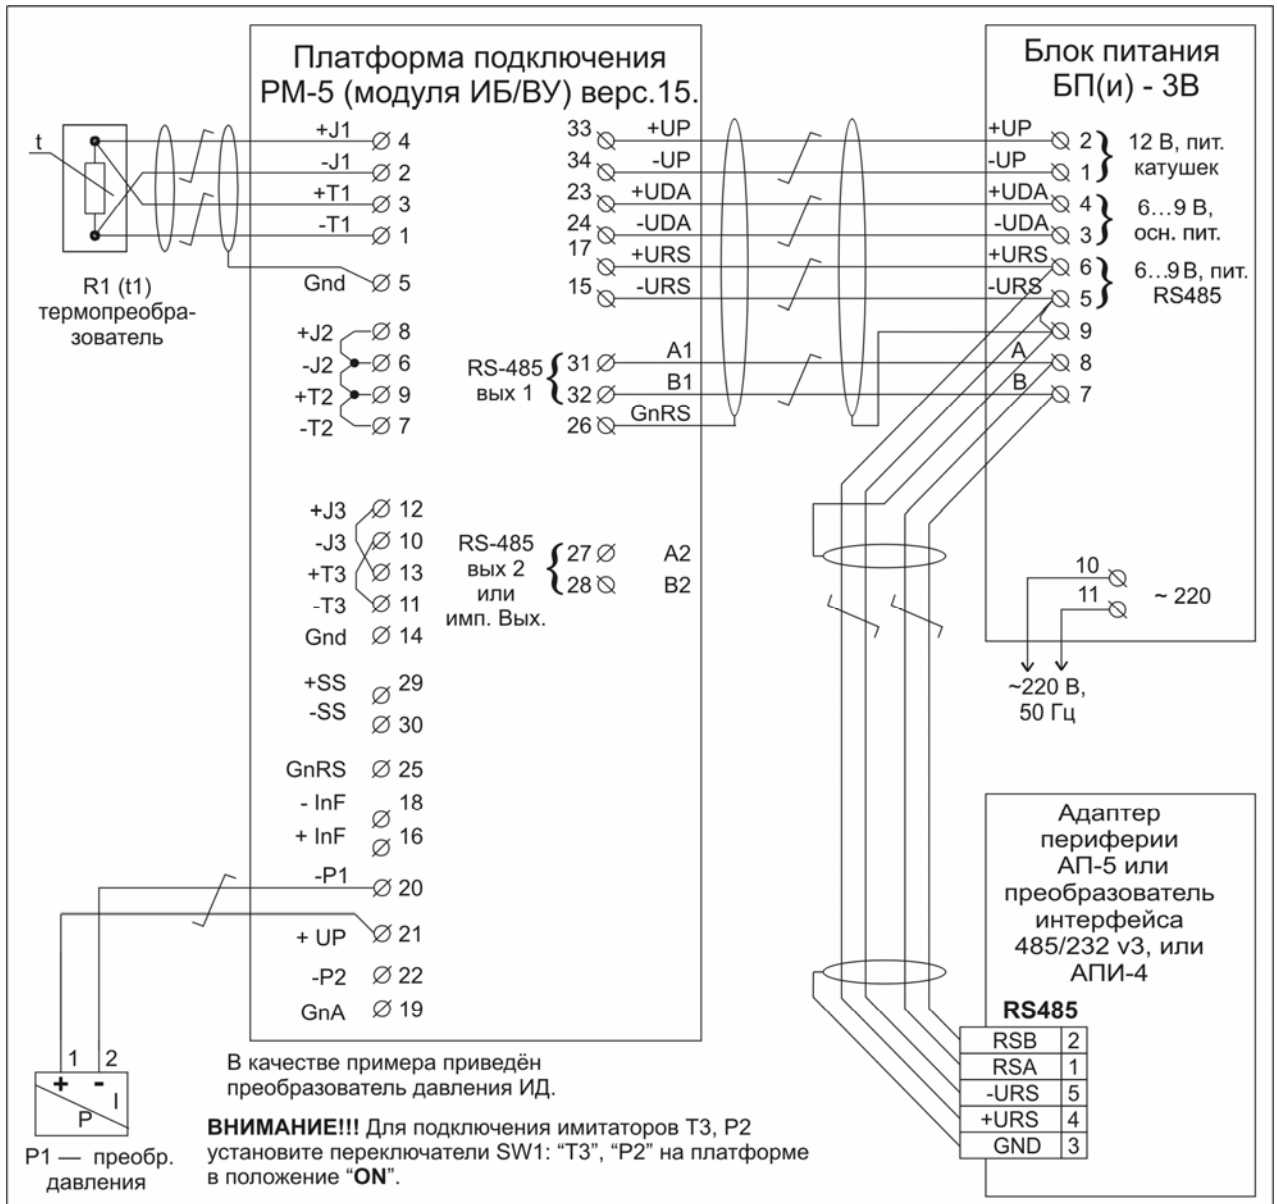 Платформа подключения
РМ-5 (модуля ИБ/ВУ) верс.15.
Блок питания
БП(и) - 3В
t
R1 (t1)
термопреобра-
зователь
+J1 4
-J1 2
+T1 3
-T1 1
Gnd 5
+J2 8
-J2 6
+T2 9
-T2 7
+J3 12
-J3 10
+T3 13
-T3 11
Gnd 14
+SS 29
-SS 30
GnRS 25
- InF 18
+ InF 16
-P1 20
+ UP 21
-P2 22
GnA 19
33 +UP
34 -UP
23 +UDA
24 -UDA
17 +URS
15 -URS
RS-485
вых 1
31 A1
32 B1
26 GnRS
RS-485
вых 2
или
имп. Вых.
27 A2
28 B2
+UP 2
-UP 1
12 В, пит.
катушек
+UDA 4
-UDA 3
6...9 В,
осн. пит.
+URS 6
-URS 5
6...9 В, пит.
RS485
9
A 8
B 7
10
11
~ 220
~220 В,
50 Гц
Адаптер
периферии
АП-5 или
преобразователь
интерфейса
485/232 v3, или
АПИ-4
RS485
RSB 2
RSA 1
-URS 5
+URS 4
GND 3
1 2
+ -
I
P
P1 — преобр.
давления
В качестве примера приведён
преобразователь давления ИД.
ВНИМАНИЕ!!! Для подключения имитаторов Т3, Р2
установите переключатели SW1: “Т3”, “Р2” на платформе
в положение “ON”.